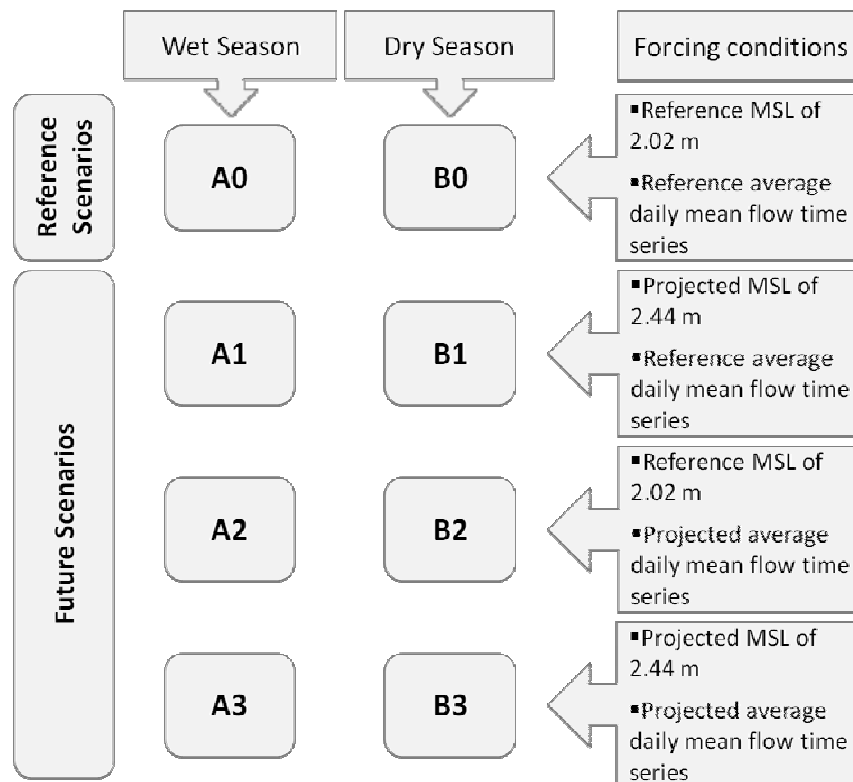 Wet Season
Dry Season
Forcing conditions
Reference
Scenarios
A0
B0
▪Reference MSL of
2.02 m
▪Reference average
daily mean flow time
series
Future Scenarios
A1
B1
▪Projected MSL of
2.44 m
▪Reference average
daily mean flow time
series
A2
B2
▪Reference MSL of
2.02 m
▪Projected average
daily mean flow time
series
A3
B3
▪Projected MSL of
2.44 m
▪Projected average
daily mean flow time
series